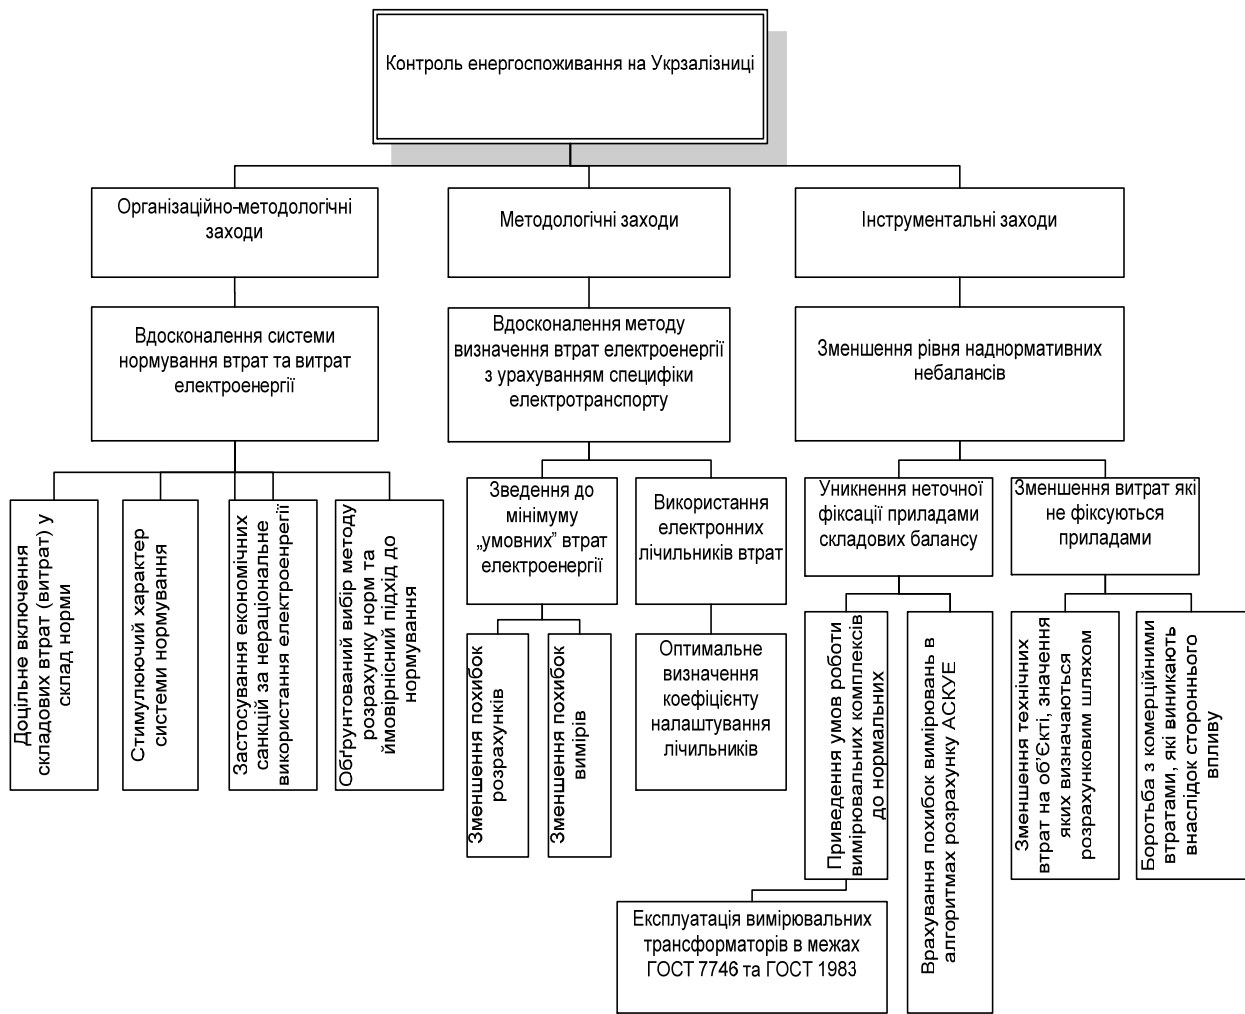 Контроль енергоспоживання на Укрзалізниці
Організаційно-методологічні
заходи
Методологічні заходи
Інструментальні заходи
Вдосконалення системи
нормування втрат та витрат
електроенергії
Вдосконалення методу
визначення втрат електроенергії
з урахуванням специфіки
електротранспорту
Зменшення рівня наднормативних
небалансів
Доцільне включення
складових втрат (витрат) у
склад норми
Стимулюючий характер
системи нормування
Застосування економічних
санкцій за нераціональне
використання електроенрегії
Обґрунтований вибір методу
розрахунку норм та
ймовірнісний підхід до
нормування
Зведення до
мінімуму
„умовних” втрат
електроенергії
Використання
електронних
лічильників втрат
Уникнення неточної
фіксації приладами
складових балансу
Зменшення витрат які
не фіксуються
приладами
Зменшення похибок
розрахунків
Зменшення похибок
вимірів
Оптимальне
визначення
коефіцієнту
налаштування
лічильників
Приведення умов роботи
вимірювальних комплексів
до нормальних
Врахування похибок вимірювань в
алгоритмах розрахунку АСКУЕ
Зменшення технічних
втрат на об'Єкті, значення
яких визначаються
розрахунковим шляхом
Боротьба з комерційними
втратами, які виникають
внаслідок стороннього
впливу
Експлуатація вимірювальних
трансформаторів в межах
ГОСТ 7746 та ГОСТ 1983